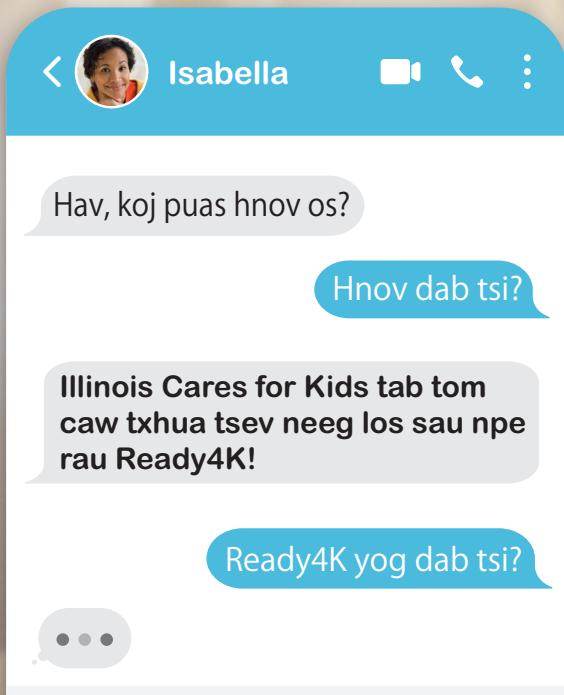 Isabella
Hav, koj puas hnov os?
Hnov dab tsi?
Illinois Cares for Kids tab tom
caw txhua tsev neeg los sau npe
rau Ready4K!
Ready4K yog dab tsi?